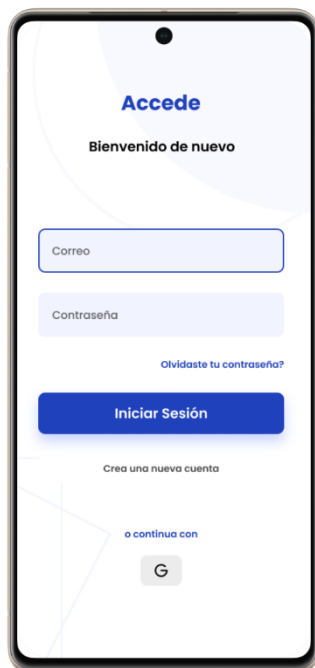 Accede
Bienvenido de nuevo
Correo
Contraseña
Olvidaste tu contraseña?
Iniciar Sesión
Crea una nueva cuenta
o continua con
G